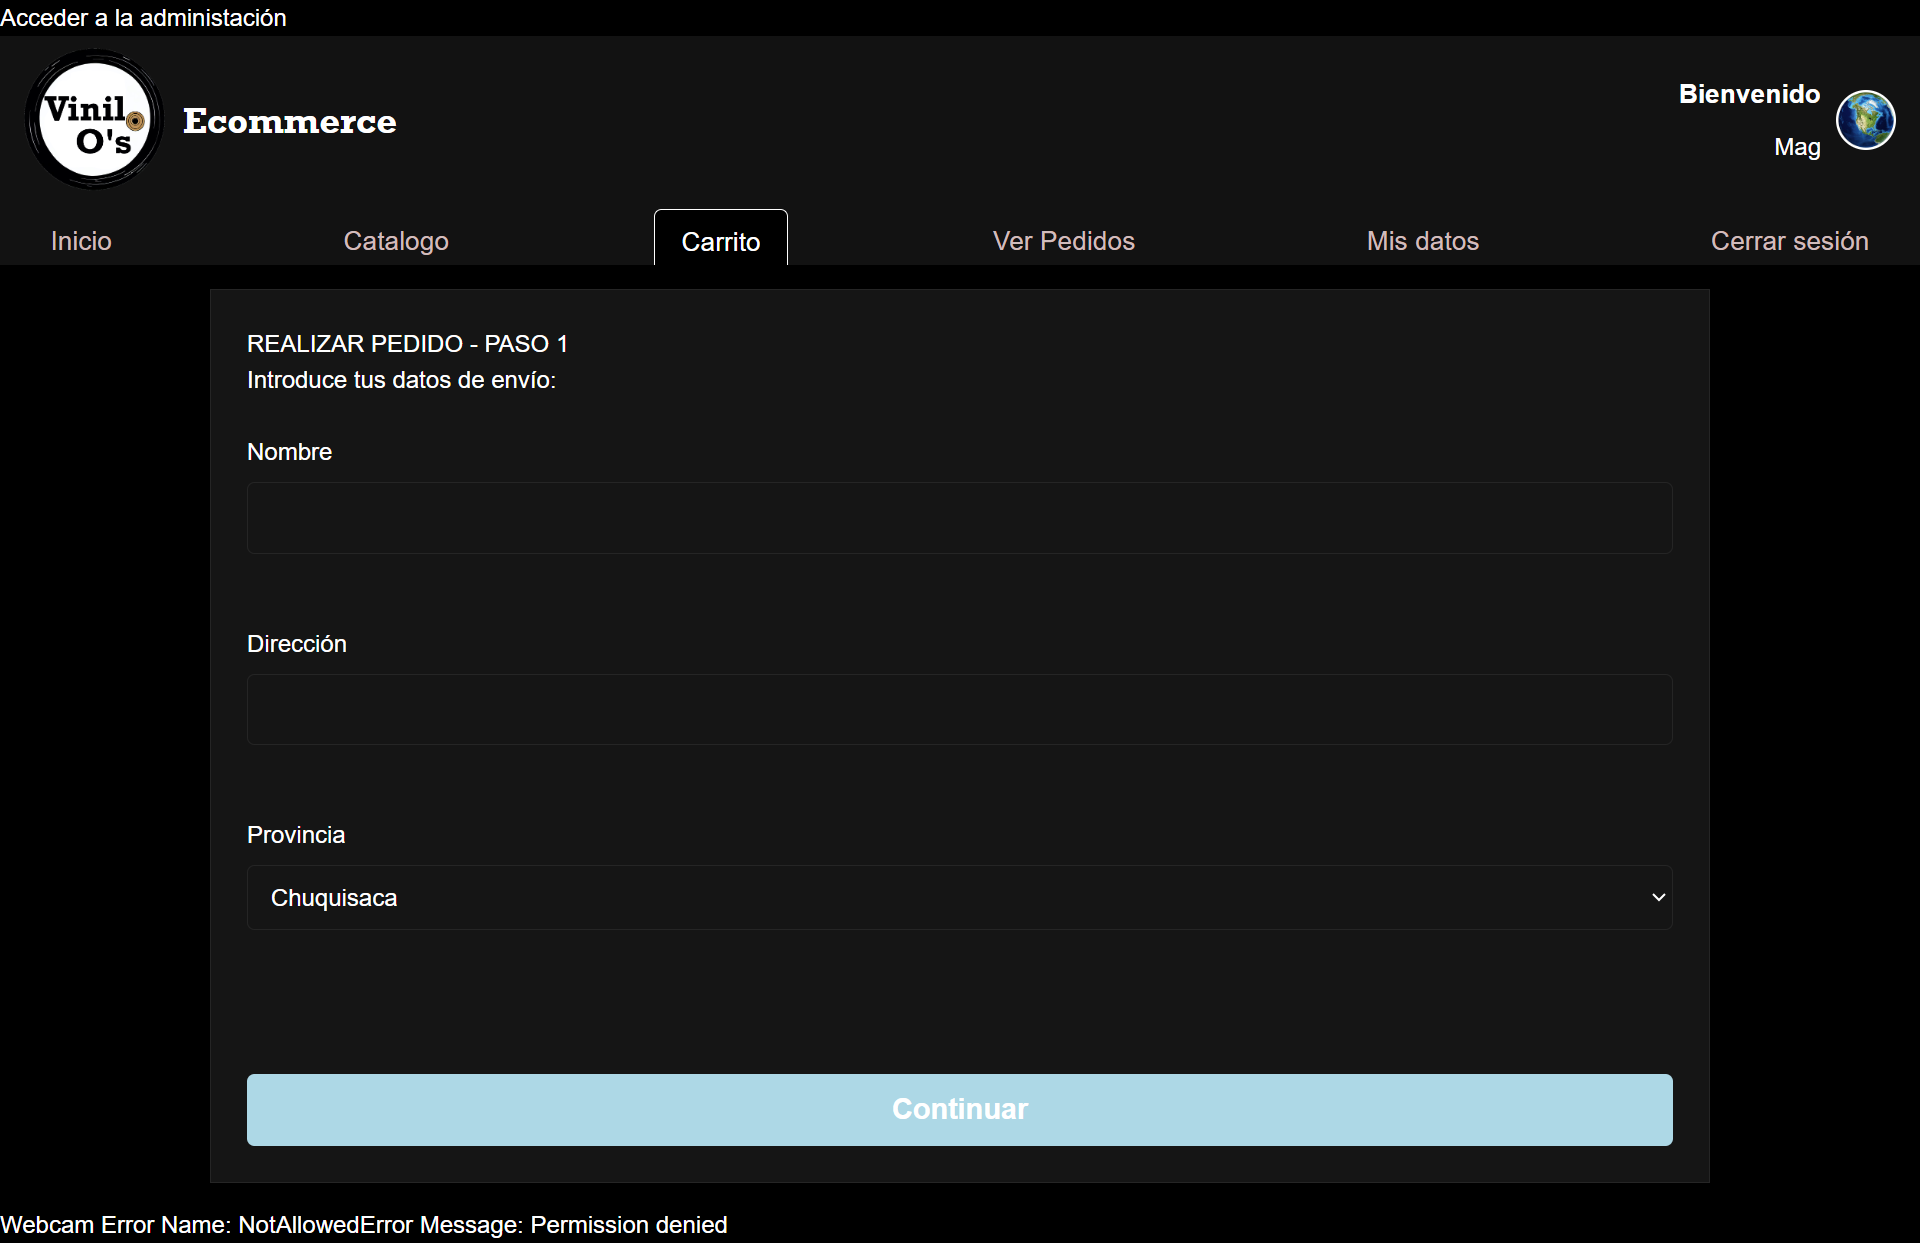 Acceder a la administación
Vinil
O's
Ecommerce
Bienvenido
Mag
Inicio
Catalogo
Carrito
Ver Pedidos
Mis datos
Cerrar sesión
REALIZAR PEDIDO - PASO 1
Introduce tus datos de envío:
Nombre
Dirección
Provincia
Chuquisaca
Continuar
Webcam Error Name: NotAllowedError Message: Permission denied